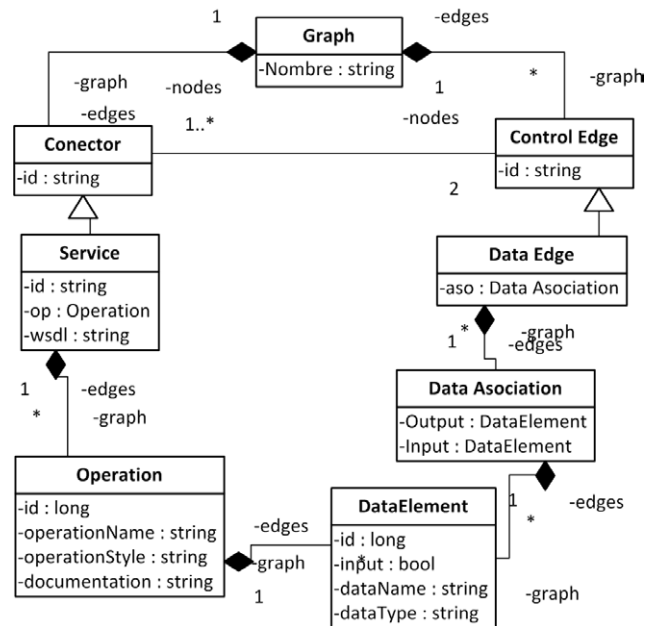 -edges
1
Graph
-Nombre : string
-graph
-nodes
*
1
-graph
-edges
1..*
-nodes
Conector
-id : string
Control Edge
-id : string
2
Service
-id : string
-op : Operation
-wsdl : string
Data Edge
-aso : Data Asociation
*
-graph
1
-edges
1
-edges
*
-graph
Data Asociation
-Output : DataElement
-Input : DataElement
Operation
-id : long
-operationName : string
-operationStyle : string
-documentation : string
1
-edges
*
DataElement
-id : long
-input : bool
-dataName : string
-dataType : string
-edges
*
-graph
1
-graph